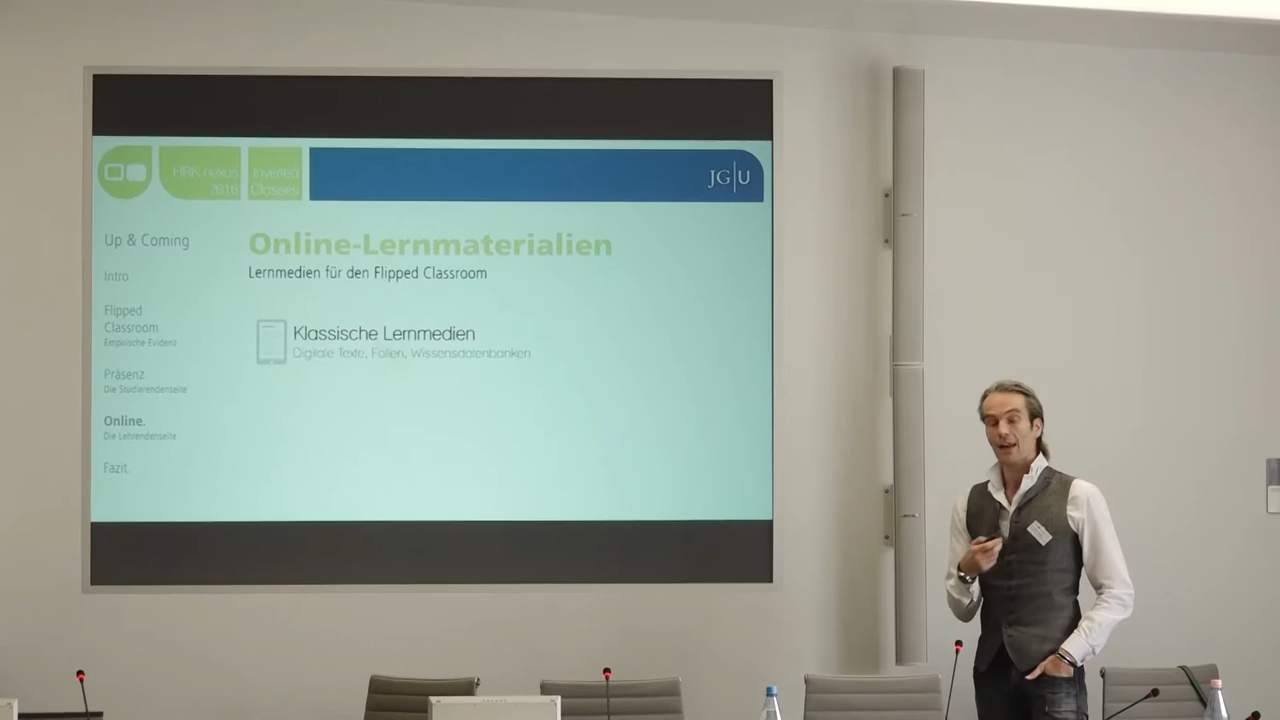 HRK nexus
2016
Inverted
Classes
JG|U
Up & Coming
Intro
Flipped
Classroom
Empirische Evidenz
Präsenz.
Die Studierendenseite
Online.
Die Lehrendenseite
Fazit.
Online-Lernmaterialien
Lernmedien für den Flipped Classroom
Klassische Lernmedien
Digitale Texte, Folien, Wissensdatenbanken